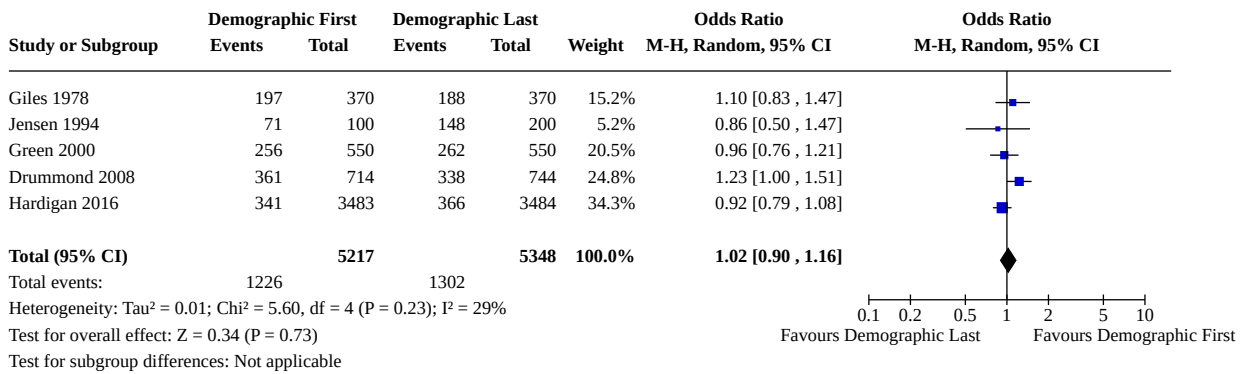 Demographic First Demographic Last Odds Ratio Odds Ratio
Study or Subgroup Events Total Events Total Weight M-H, Random, 95% CI M-H, Random, 95% CI
Giles 1978 197 370 188 370 15.2% 1.10 [0.83 , 1.47]
Jensen 1994 71 100 148 200 5.2% 0.86 [0.50 , 1.47]
Green 2000 256 550 262 550 20.5% 0.96 [0.76 , 1.21]
Drummond 2008 361 714 338 744 24.8% 1.23 [1.00 , 1.51]
Hardigan 2016 341 3483 366 3484 34.3% 0.92 [0.79 , 1.08]
Total (95% CI) 5217 5348 100.0% 1.02 [0.90 , 1.16]
Total events: 1226 1302
Heterogeneity: Tau² = 0.01; Chi² = 5.60, df = 4 (P = 0.23); I² = 29%
0.1 0.2 0.5 1 2 5 10
Test for overall effect: Z = 0.34 (P = 0.73)
Favours Demographic Last Favours Demographic First
Test for subgroup differences: Not applicable